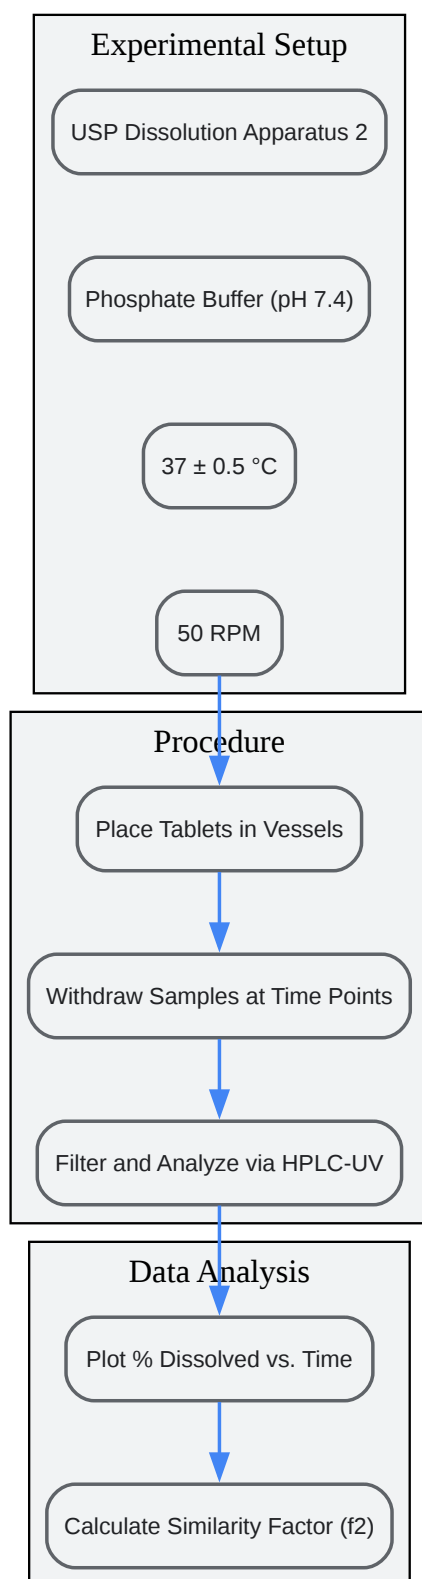 Experimental Setup
USP Dissolution Apparatus 2
Phosphate Buffer (pH 7.4)
37 ± 0.5 °C
50 RPM
Procedure
Place Tablets in Vessels
Withdraw Samples at Time Points
Filter and Analyze via HPLC-UV
Data Analysis
Plot % Dissolved vs. Time
Calculate Similarity Factor (f2)